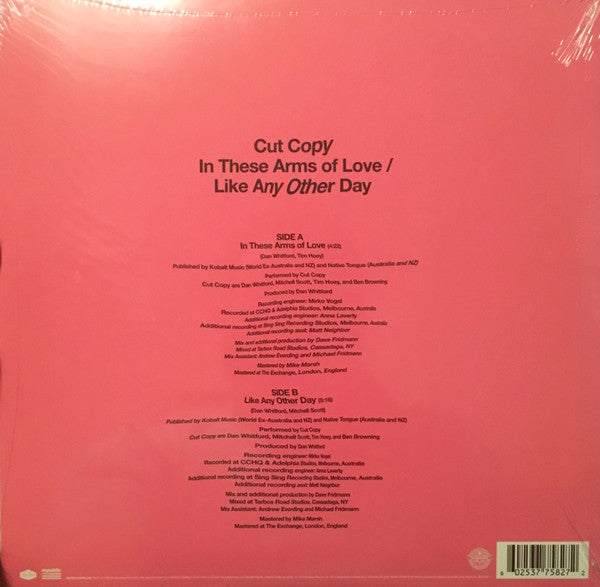 Cut Copy
In These Arms of Love /
Like Any Other Day
SIDE A
In These Arms of Love (4:22)
(Dan Whitford, Tim Hoey)
Published by Kobalt Music (World Ex-Australia and NZ) and Native Tongue (Australia and NZ)
Performed by Cut Copy
Cut Copy are Dan Whitford, Mitchell Scott, Tim Hoey, and Ben Browning
Produced by Dan Whitford
Recording engineer: Mirko Vogel
Recorded at CCHQ & Adelphia Studios, Melbourne, Australia
Additional recording engineer: Anna Laverty
Additional recording at Sing Sing Recording Studios, Melbourne, Australia
Additional recording asst: Matt Neighbor
Mix and additional production by Dave Fridmann
Mixed at Tarbox Road Studios, Cassadaga, NY
Mix Assistant: Andrew Everding and Michael Fridmann
Mastered by Mike Marsh
Mastered at The Exchange, London, England
SIDE B
Like Any Other Day (5:16)
(Dan Whitford, Mitchell Scott)
Published by Kobalt Music (World Ex-Australia and NZ) and Native Tongue (Australia and NZ)
Performed by Cut Copy
Cut Copy are Dan Whitford, Mitchell Scott, Tim Hoey, and Ben Browning
Produced by Dan Whitford
Recording engineer: Mirko Vogel
Recorded at CCHQ & Adelphia Studios, Melbourne, Australia
Additional recording engineer: Anna Laverty
Additional recording at Sing Sing Recording Studios, Melbourne, Australia
Additional recording asst: Matt Neighbor
Mix and additional production by Dave Fridmann
Mixed at Tarbox Road Studios, Cassadaga, NY
Mix Assistant: Andrew Everding and Michael Fridmann
Mastered by Mike Marsh
Mastered at The Exchange, London, England
6 02537 75827 2